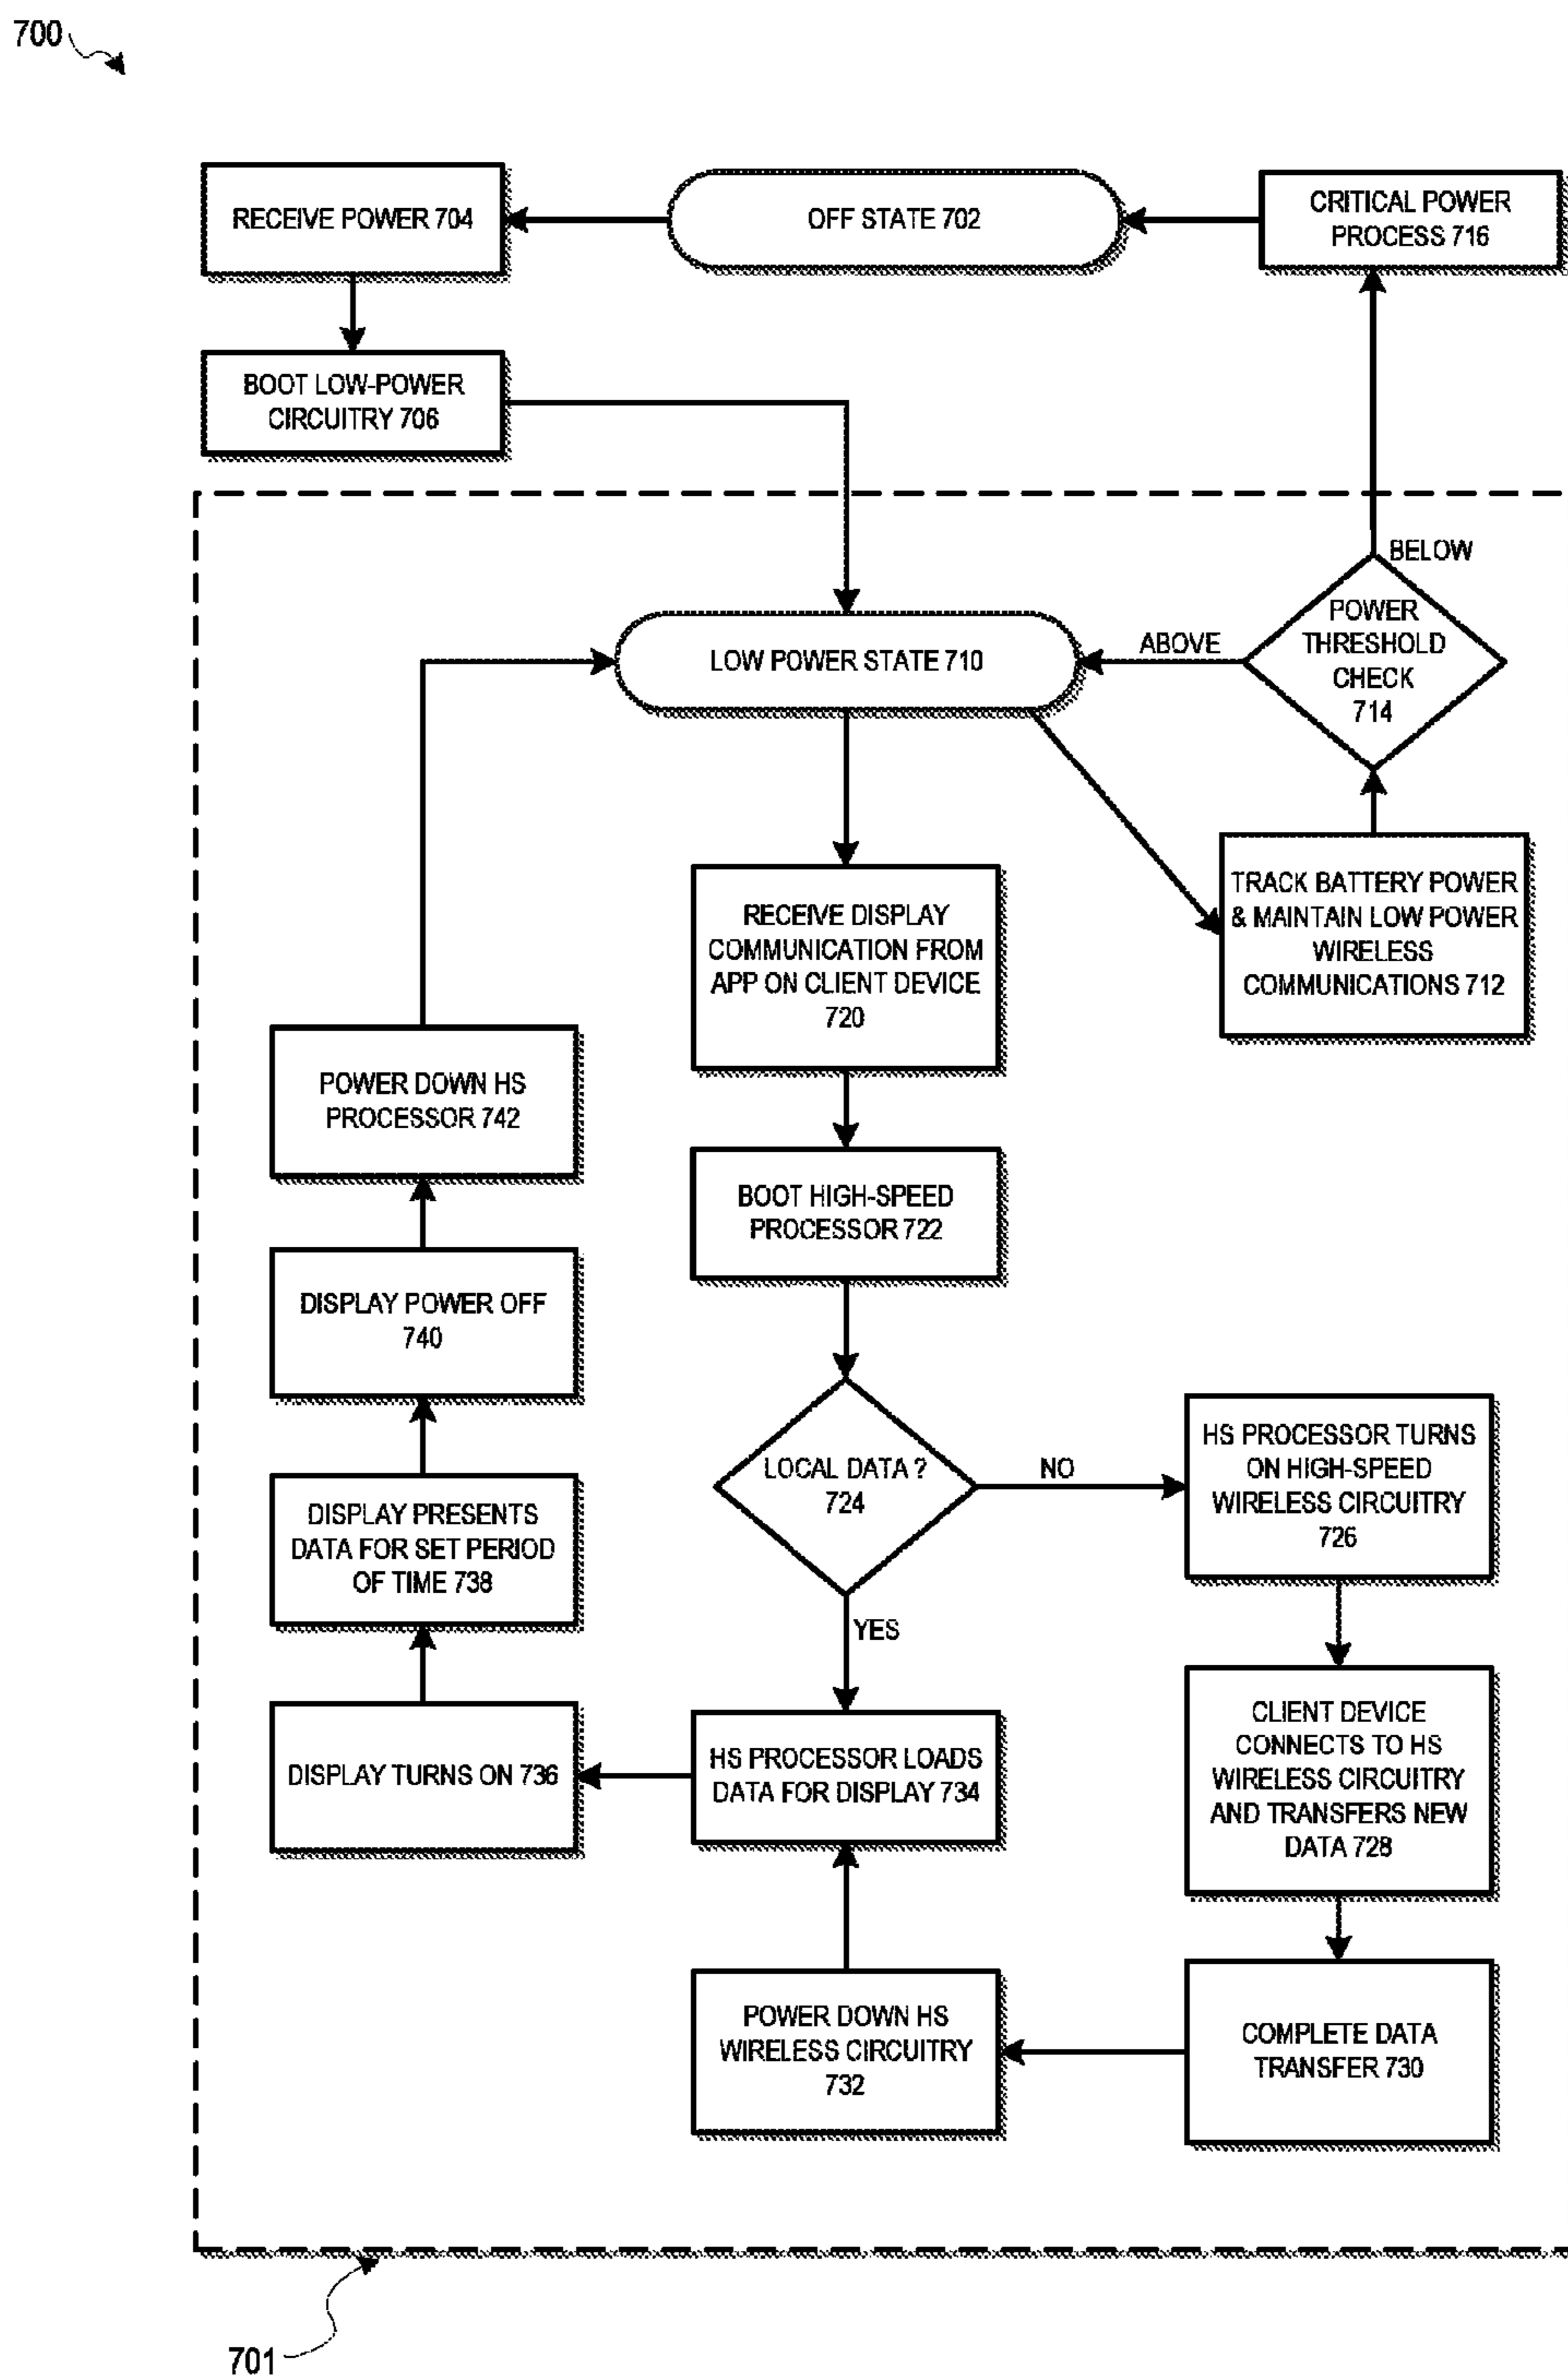 700
RECEIVE POWER 704
OFF STATE 702
CRITICAL POWER
PROCESS 716
BOOT LOW-POWER
CIRCUITRY 706
BELOW
POWER
THRESHOLD
CHECK
714
ABOVE
LOW POWER STATE 710
TRACK BATTERY POWER
& MAINTAIN LOW POWER
WIRELESS
COMMUNICATIONS 712
RECEIVE DISPLAY
COMMUNICATION FROM
APP ON CLIENT DEVICE
720
POWER DOWN HS
PROCESSOR 742
BOOT HIGH-SPEED
PROCESSOR 722
DISPLAY POWER OFF
740
LOCAL DATA ?
724
NO
HS PROCESSOR TURNS
ON HIGH-SPEED
WIRELESS CIRCUITRY
726
DISPLAY PRESENTS
DATA FOR SET PERIOD
OF TIME 738
YES
CLIENT DEVICE
CONNECTS TO HS
WIRELESS CIRCUITRY
AND TRANSFERS NEW
DATA 728
DISPLAY TURNS ON 736
HS PROCESSOR LOADS
DATA FOR DISPLAY 734
POWER DOWN HS
WIRELESS CIRCUITRY
732
COMPLETE DATA
TRANSFER 730
701